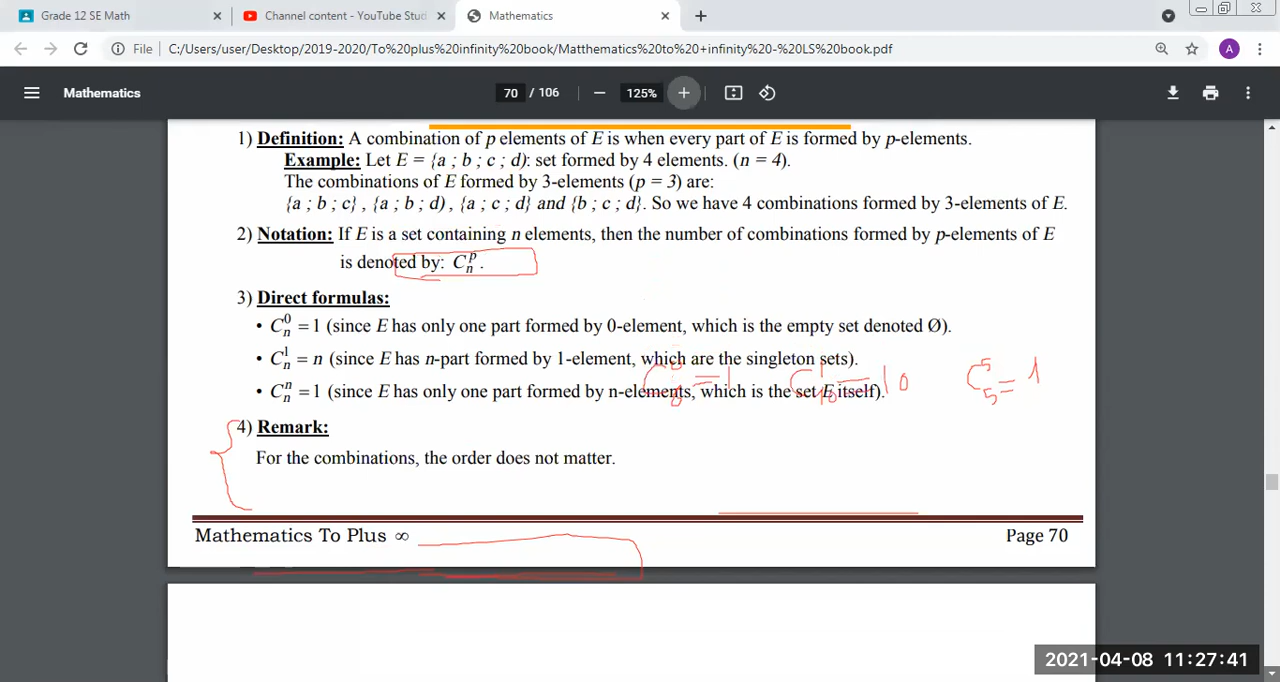 Grade 12 SE Math
Channel content - YouTube Stud
Mathematics
File C:/Users/user/Desktop/2019-2020/To%20plus%20infinity%20book/Matthematics%20to%20+infinity%20-%20LS%20book.pdf
A
Mathematics
70 / 106
125%
1) Definition: A combination of p elements of E is when every part of E is formed by p-elements.
Example: Let E = {a ; b ; c ; d): set formed by 4 elements. (n = 4).
The combinations of E formed by 3-elements (p = 3) are:
{a ; b ; c} , {a ; b ; d) , {a ; c ; d} and {b ; c ; d}. So we have 4 combinations formed by 3-elements of E.
2) Notation: If E is a set containing n elements, then the number of combinations formed by p-elements of E
is denoted by: C_n^p.
3) Direct formulas:
• C_n^0 = 1 (since E has only one part formed by 0-element, which is the empty set denoted Ø).
• C_n^1 = n (since E has n-part formed by 1-element, which are the singleton sets).
C_8^0 = 1 C_10^1 = 10 C_5^5 = 1
• C_n^n = 1 (since E has only one part formed by n-elements, which is the set E itself).
4) Remark:
For the combinations, the order does not matter.
Mathematics To Plus ∞
Page 70
2021-04-08 11:27:41